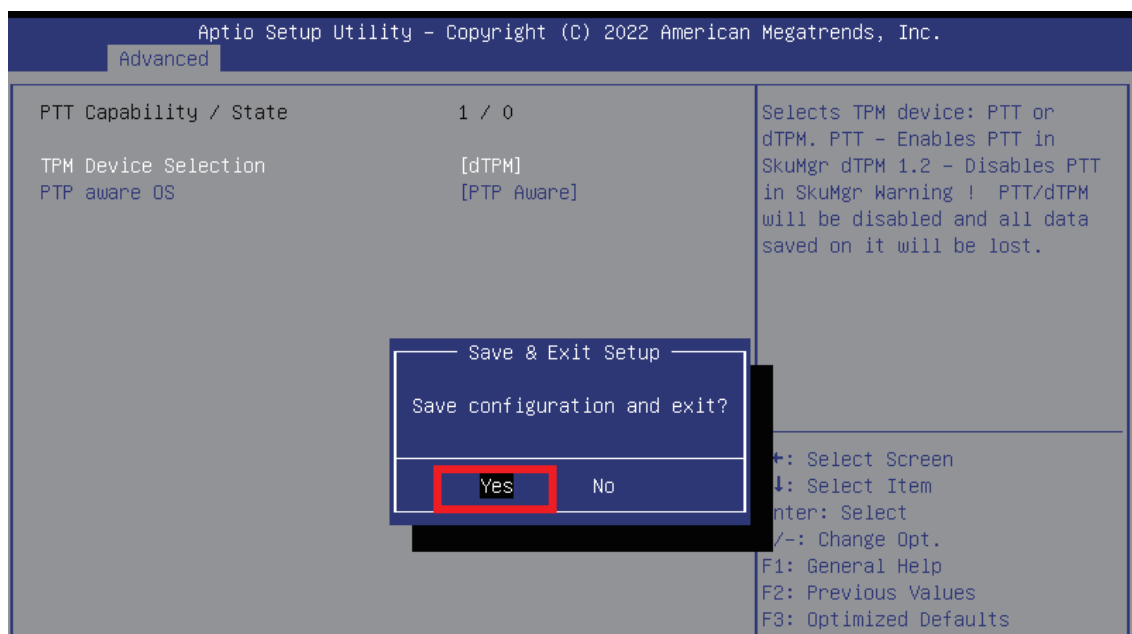 Aptio Setup Utility – Copyright (C) 2022 American Megatrends, Inc.
Advanced
PTT Capability / State 1 / 0
TPM Device Selection [dTPM]
PTP aware OS [PTP Aware]
Selects TPM device: PTT or
dTPM. PTT – Enables PTT in
SkuMgr dTPM 1.2 – Disables PTT
in SkuMgr Warning ! PTT/dTPM
will be disabled and all data
saved on it will be lost.
Save & Exit Setup
Save configuration and exit?
Yes No
←: Select Screen
↓: Select Item
nter: Select
/-: Change Opt.
F1: General Help
F2: Previous Values
F3: Optimized Defaults